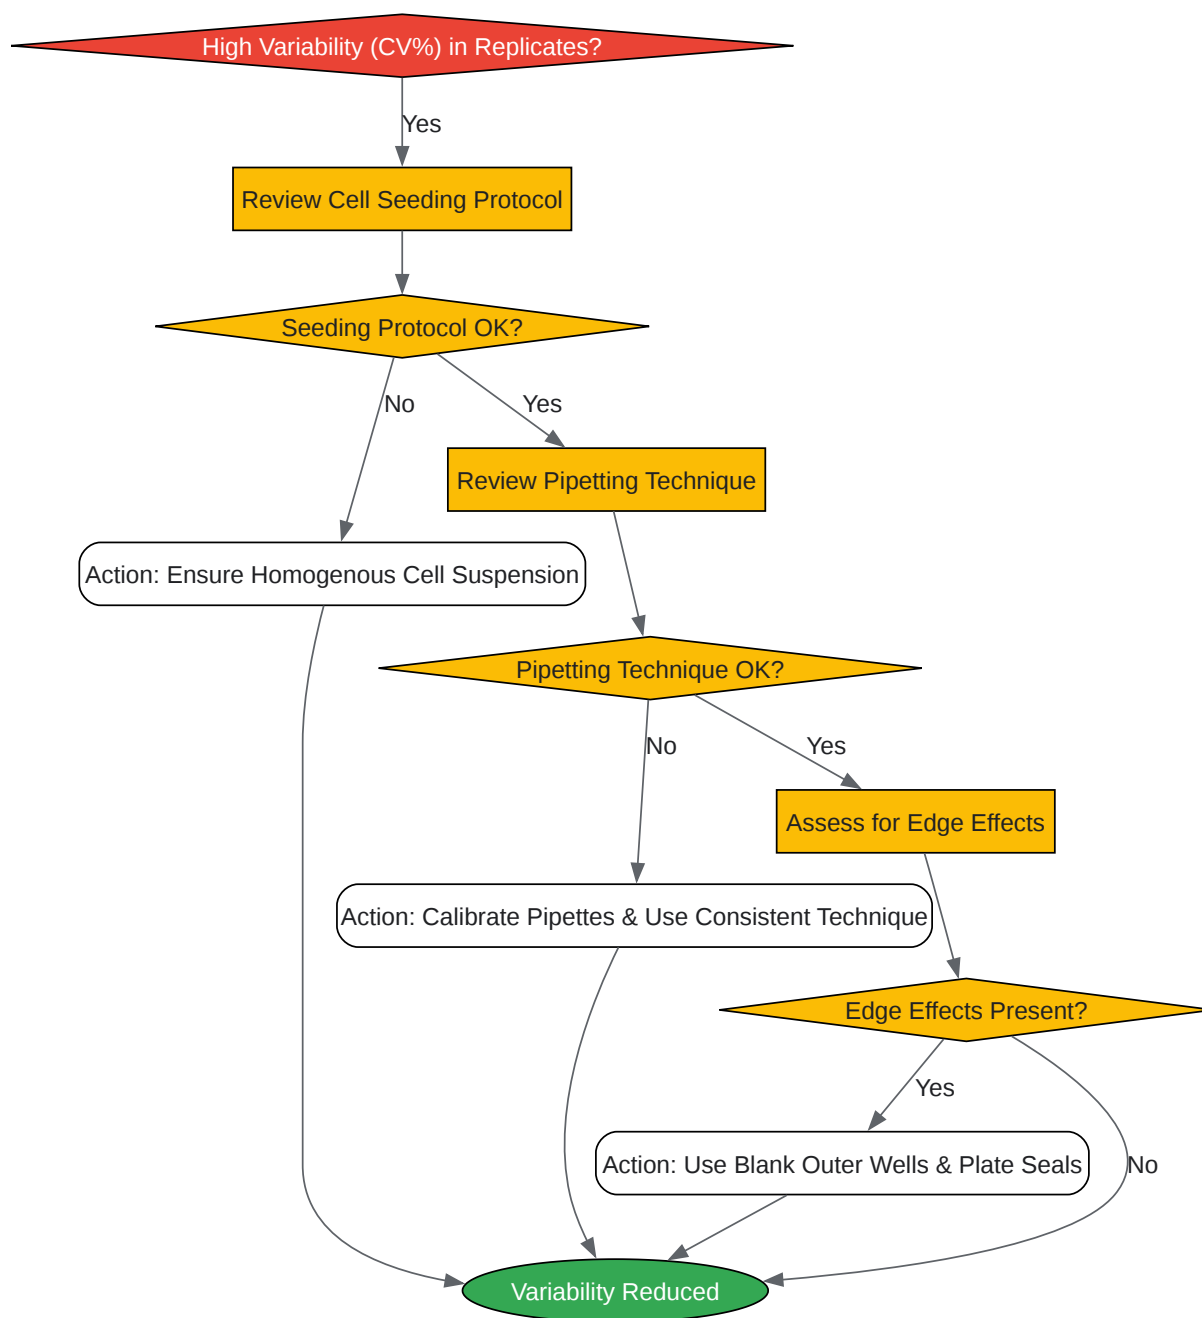 High Variability (CV%) in Replicates?
Yes
Review Cell Seeding Protocol
Seeding Protocol OK?
No
Yes
Review Pipetting Technique
Action: Ensure Homogenous Cell Suspension
Pipetting Technique OK?
No
Yes
Assess for Edge Effects
Action: Calibrate Pipettes & Use Consistent Technique
Edge Effects Present?
Yes
Action: Use Blank Outer Wells & Plate Seals
No
Variability Reduced